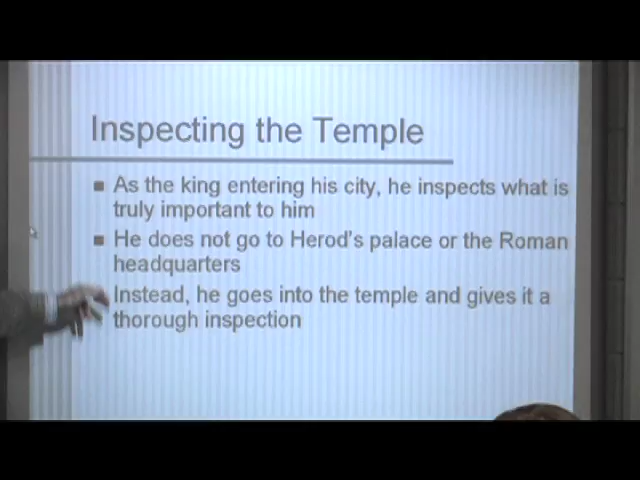 Inspecting the Temple
■ As the king entering his city, he inspects what is
truly important to him
■ He does not go to Herod's palace or the Roman
headquarters
Instead, he goes into the temple and gives it a
thorough inspection